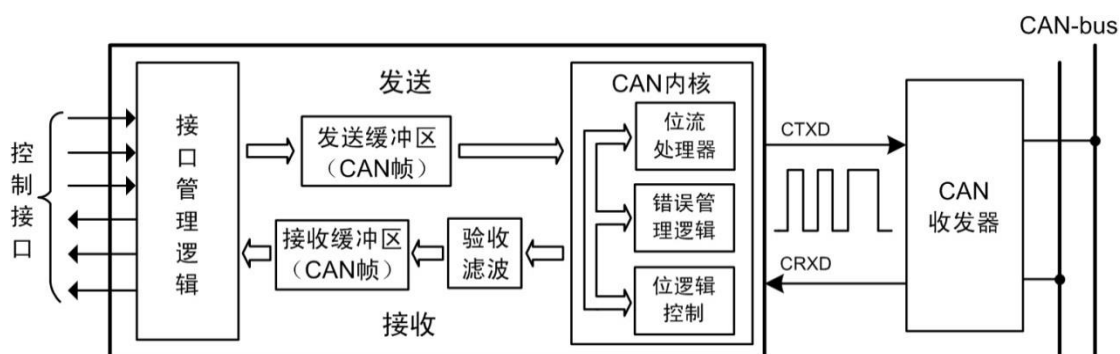 CAN-bus
发送
CAN内核
控制接口
接口管理逻辑
发送缓冲区
（CAN帧）
位流
处理器
CTXD
CAN
收发器
接收缓冲区
（CAN帧）
验收
滤波
错误管
理逻辑
CRXD
位逻辑
控制
接收